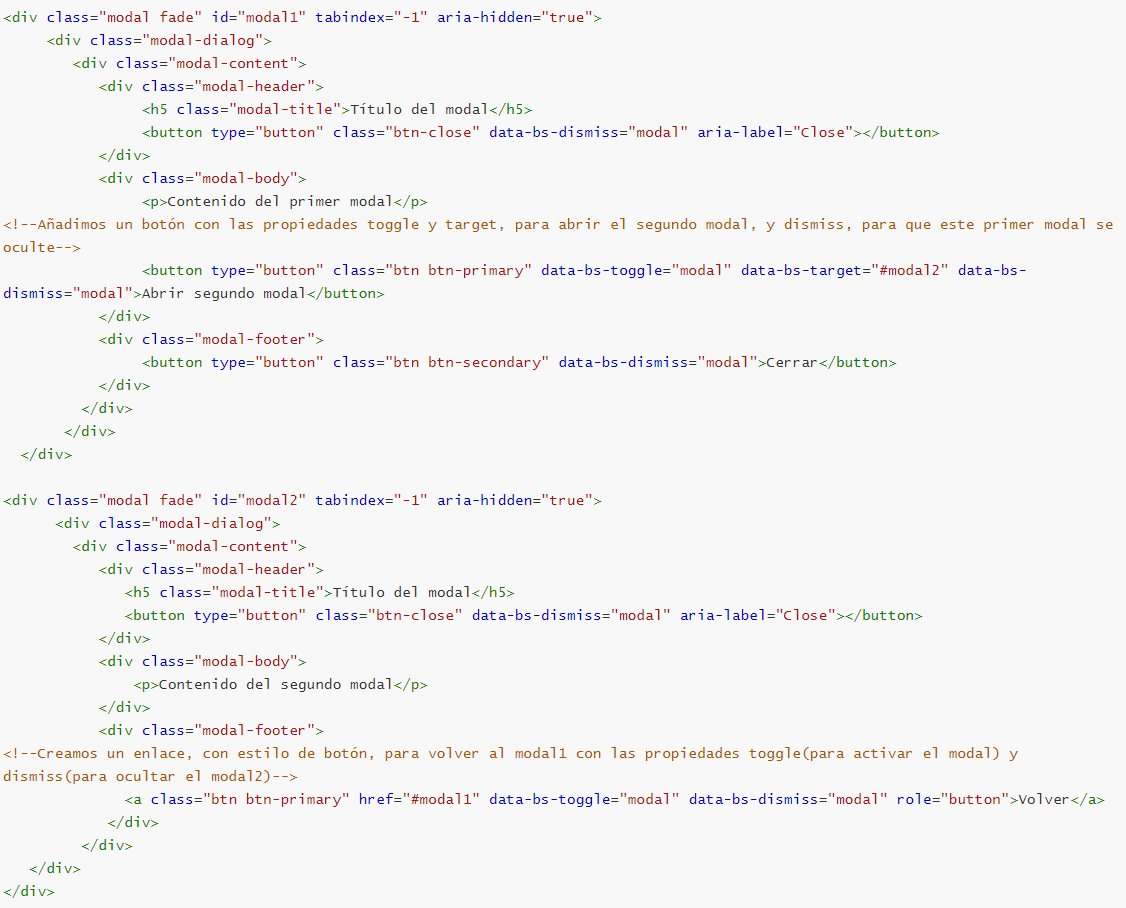 <div class="modal fade" id="modal1" tabindex="-1" aria-hidden="true">
<div class="modal-dialog">
<div class="modal-content">
<div class="modal-header">
<h5 class="modal-title">Título del modal</h5>
<button type="button" class="btn-close" data-bs-dismiss="modal" aria-label="Close"></button>
</div>
<div class="modal-body">
<p>Contenido del primer modal</p>
<!--Añadimos un botón con las propiedades toggle y target, para abrir el segundo modal, y dismiss, para que este primer modal se
oculte-->
<button type="button" class="btn btn-primary" data-bs-toggle="modal" data-bs-target="#modal2" data-bs-
dismiss="modal">Abrir segundo modal</button>
</div>
<div class="modal-footer">
<button type="button" class="btn btn-secondary" data-bs-dismiss="modal">Cerrar</button>
</div>
</div>
</div>
</div>
<div class="modal fade" id="modal2" tabindex="-1" aria-hidden="true">
<div class="modal-dialog">
<div class="modal-content">
<div class="modal-header">
<h5 class="modal-title">Título del modal</h5>
<button type="button" class="btn-close" data-bs-dismiss="modal" aria-label="Close"></button>
</div>
<div class="modal-body">
<p>Contenido del segundo modal</p>
</div>
<div class="modal-footer">
<!--Creamos un enlace, con estilo de botón, para volver al modal1 con las propiedades toggle(para activar el modal) y
dismiss(para ocultar el modal2)-->
<a class="btn btn-primary" href="#modal1" data-bs-toggle="modal" data-bs-dismiss="modal" role="button">Volver</a>
</div>
</div>
</div>
</div>